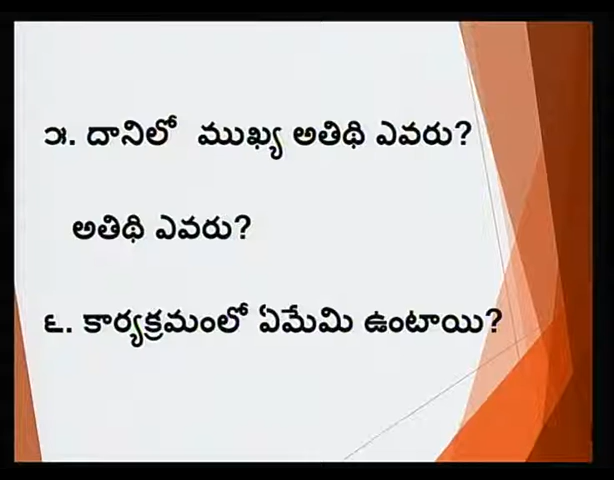 ౫. దానిలో ముఖ్య అతిథి ఎవరు?
అతిథి ఎవరు?
౬. కార్యక్రమంలో ఏమేమి ఉంటాయి?